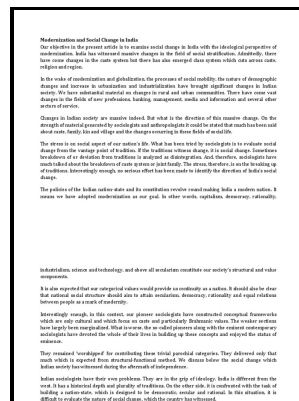 Modernization and Social Change in India
Our objective in the present article is to examine social change in India with the ideological perspective of
modernization. India has witnessed massive changes in the field of social stratification. Admittedly, there
have come changes in the caste system but there has also emerged class system which cuts across caste,
religion and region.
In the wake of modernization and globalization, the processes of social mobility, the nature of demographic
changes and increase in urbanization and industrialization have brought significant changes in Indian
society. We have substantial material on changes in rural and urban communities. There have come vast
changes in the fields of new professions, banking, management, media and information and several other
sectors of service.
Changes in Indian society are massive indeed. But what is the direction of this massive change. On the
strength of material generated by sociologists and anthropologists it could be stated that much has been said
about caste, family, kin and village and the changes occurring in these fields of social life.
The stress is on social aspect of our nation's life. What has been tried by sociologists is to evaluate social
change from the vantage point of tradition. If the traditions witness change, it is social change. Sometimes
breakdown of or deviation from traditions is analyzed as disintegration. And, therefore, sociologists have
much talked about the breakdown of caste system or joint family. The stress, therefore, is on the breaking up
of traditions. Interestingly enough, no serious effort has been made to identify the direction of India's social
change.
The policies of the Indian nation-state and its constitution revolve round making India a modern nation. It
means we have adopted modernization as our goal. In other words, capitalism, democracy, rationality,
industrialism, science and technology, and above all secularism constitute our society's structural and value
components.
It is also expected that our categorical values would provide us continuity as a nation. It should also be clear
that national social structure should aim to attain secularism, democracy, rationality and equal relations
between people as a mark of modernity.
Interestingly enough, in this context, our pioneer sociologists have constructed conceptual frameworks
which are only cultural and which focus on caste and particularly Brahmanic values. The weaker sections
have largely been marginalized. What is worse, the so-called pioneers along with the eminent contemporary
sociologists have devoted the whole of their lives in building up these concepts and enjoyed the status of
eminence.
They remained 'worshipped' for contributing these trivial parochial categories. They delivered only that
much which is expected from structural-functional method. We discuss below the social change which
Indian society has witnessed during the aftermath of independence.
Indian sociologists have their own problems. They are in the grip of ideology. India is different from the
west. It has a historical depth and plurality of traditions. On the other side, it is confronted with the task of
building a nation-state, which is designed to be democratic, secular and rational. In this situation, it is
difficult to evaluate the nature of social change, which the country has witnessed.